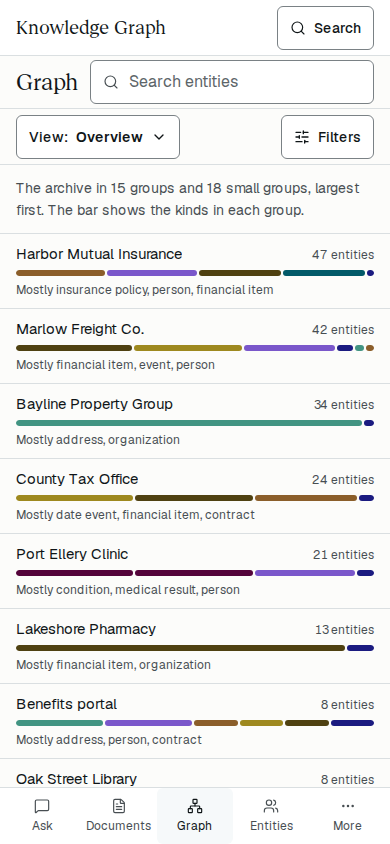 Knowledge Graph
Search
Graph
Search entities
View: Overview
Filters
The archive in 15 groups and 18 small groups, largest
first. The bar shows the kinds in each group.
Harbor Mutual Insurance 47 entities
Mostly insurance policy, person, financial item
Marlow Freight Co. 42 entities
Mostly financial item, event, person
Bayline Property Group 34 entities
Mostly address, organization
County Tax Office 24 entities
Mostly date event, financial item, contract
Port Ellery Clinic 21 entities
Mostly condition, medical result, person
Lakeshore Pharmacy 13 entities
Mostly financial item, organization
Benefits portal 8 entities
Mostly address, person, contract
Oak Street Library 8 entities
Ask Documents Graph Entities More